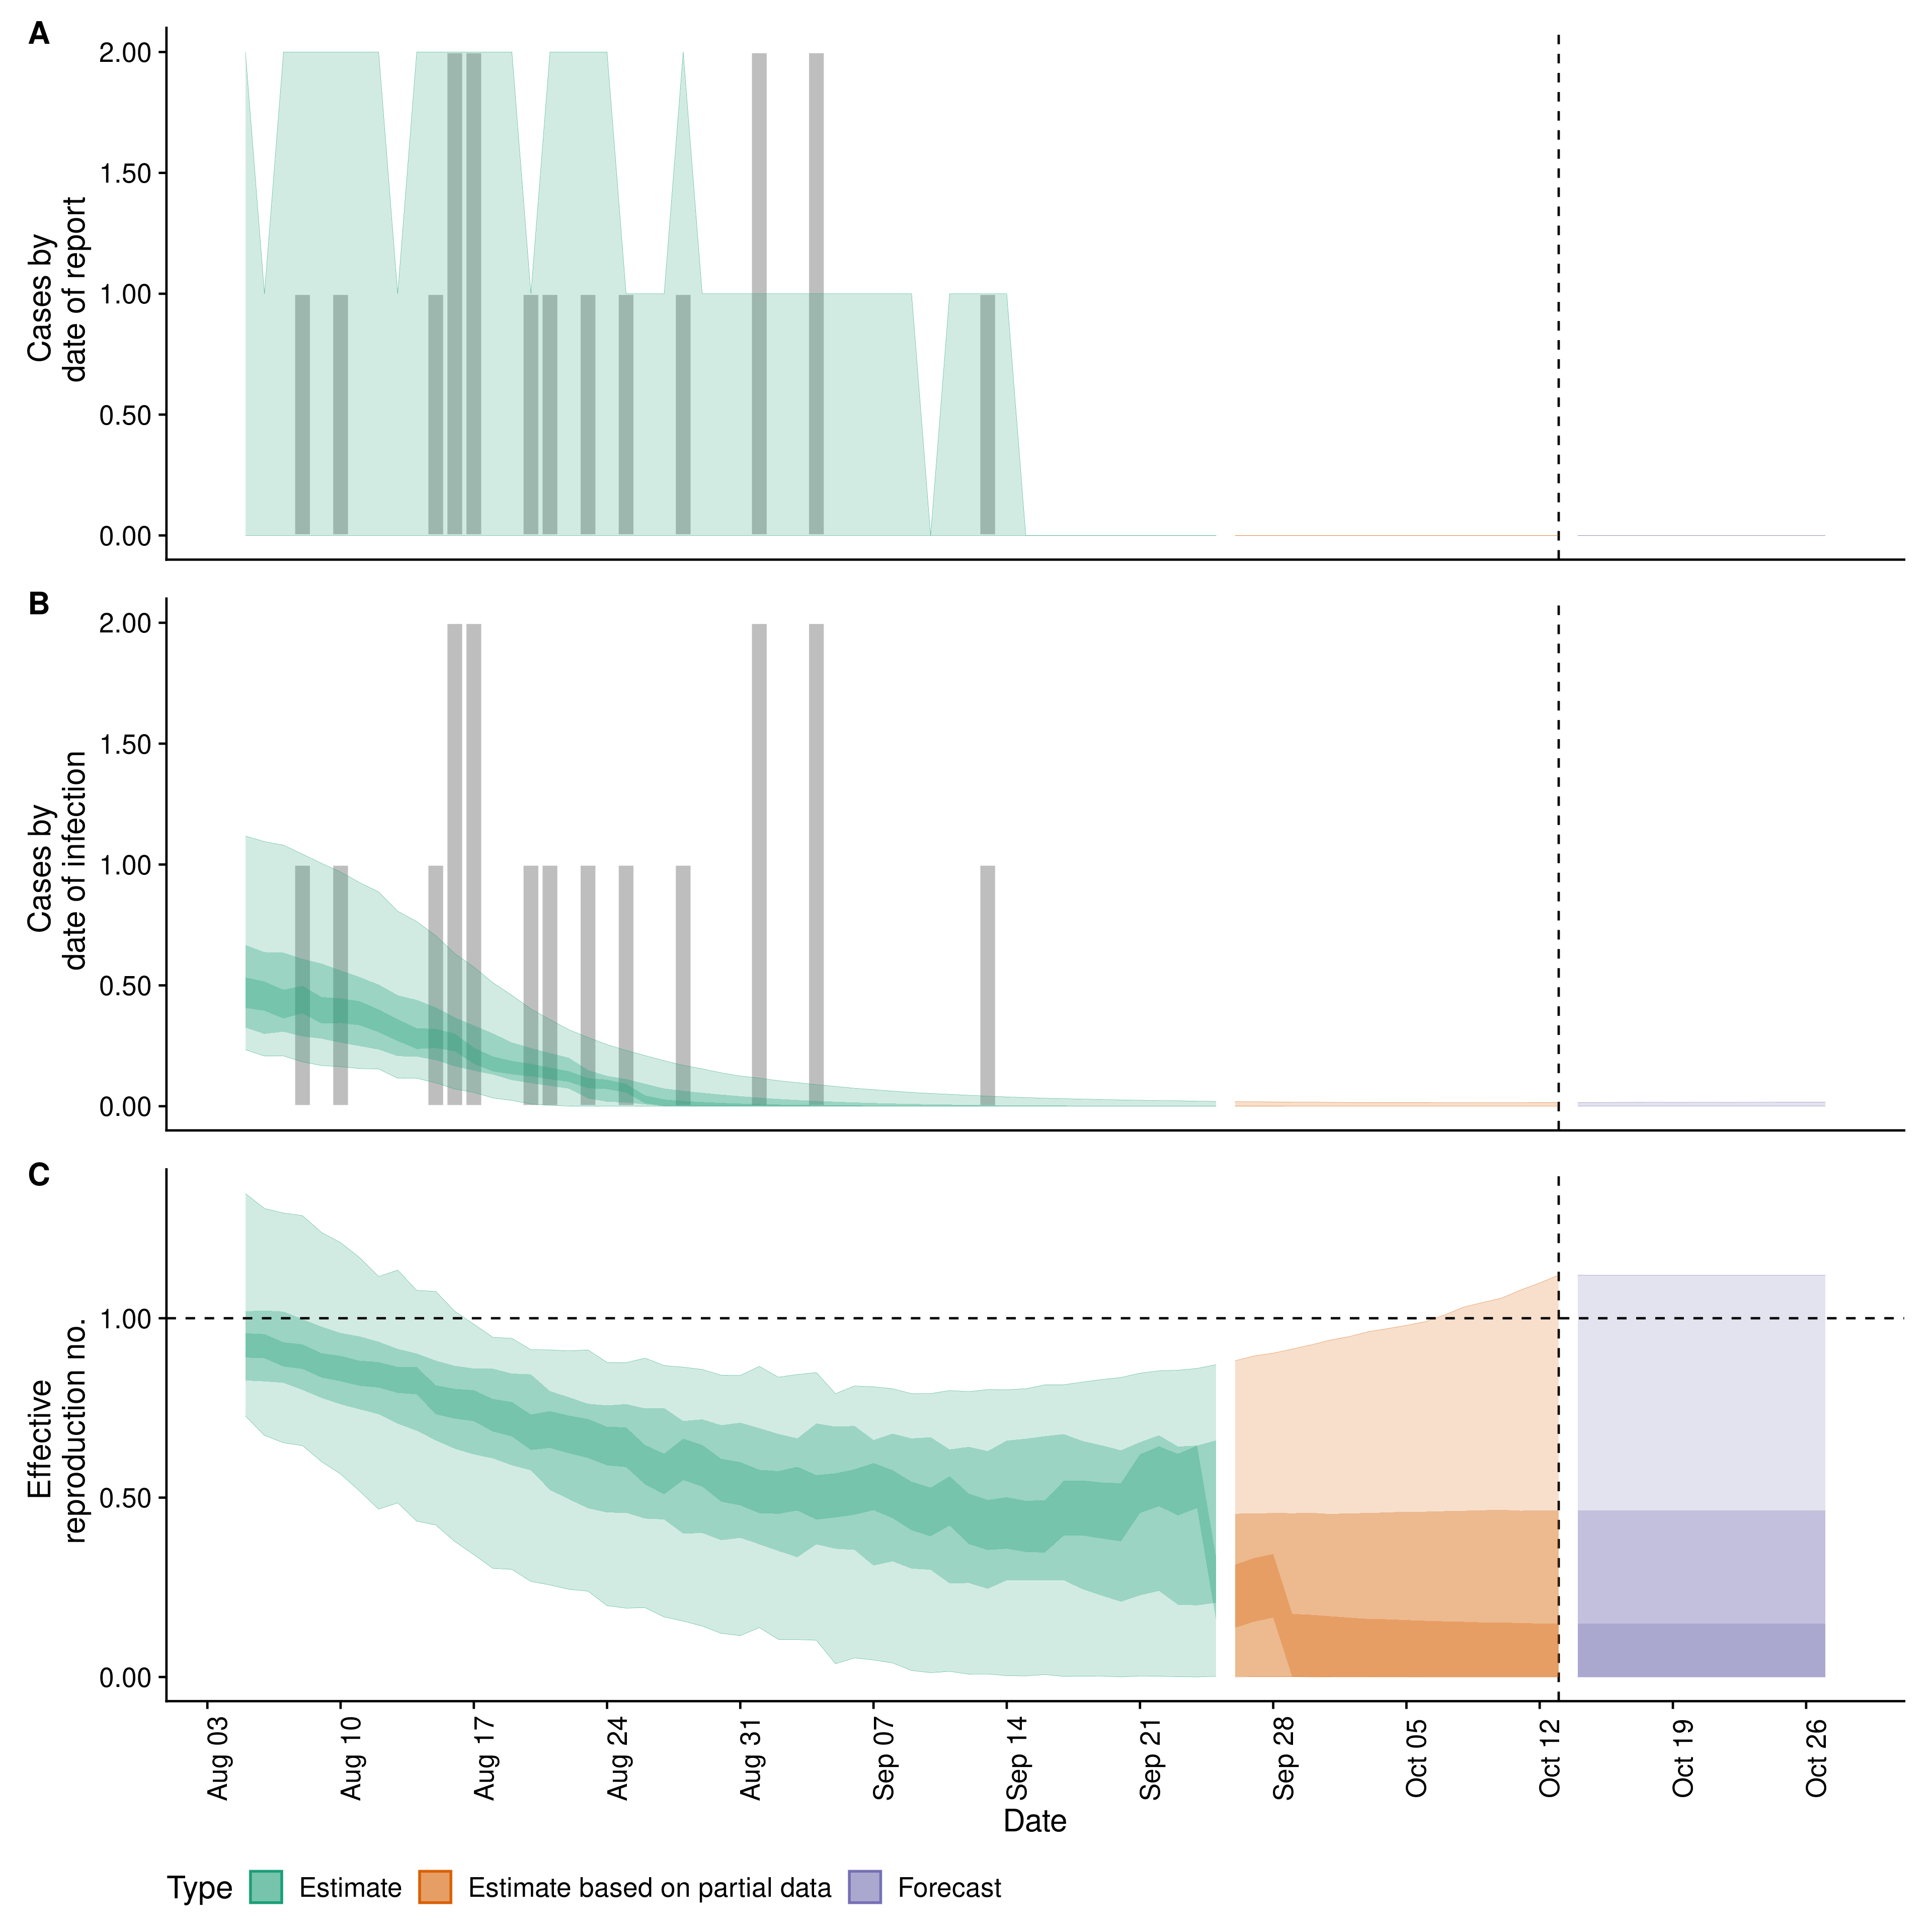 A
Cases by
date of report
2.00
1.50
1.00
0.50
0.00
B
Cases by
date of infection
2.00
1.50
1.00
0.50
0.00
C
Effective
reproduction no.
1.00
0.50
0.00
Aug 03
Aug 10
Aug 17
Aug 24
Aug 31
Sep 07
Sep 14
Sep 21
Sep 28
Oct 05
Oct 12
Oct 19
Oct 26
Date
Type Estimate Estimate based on partial data Forecast